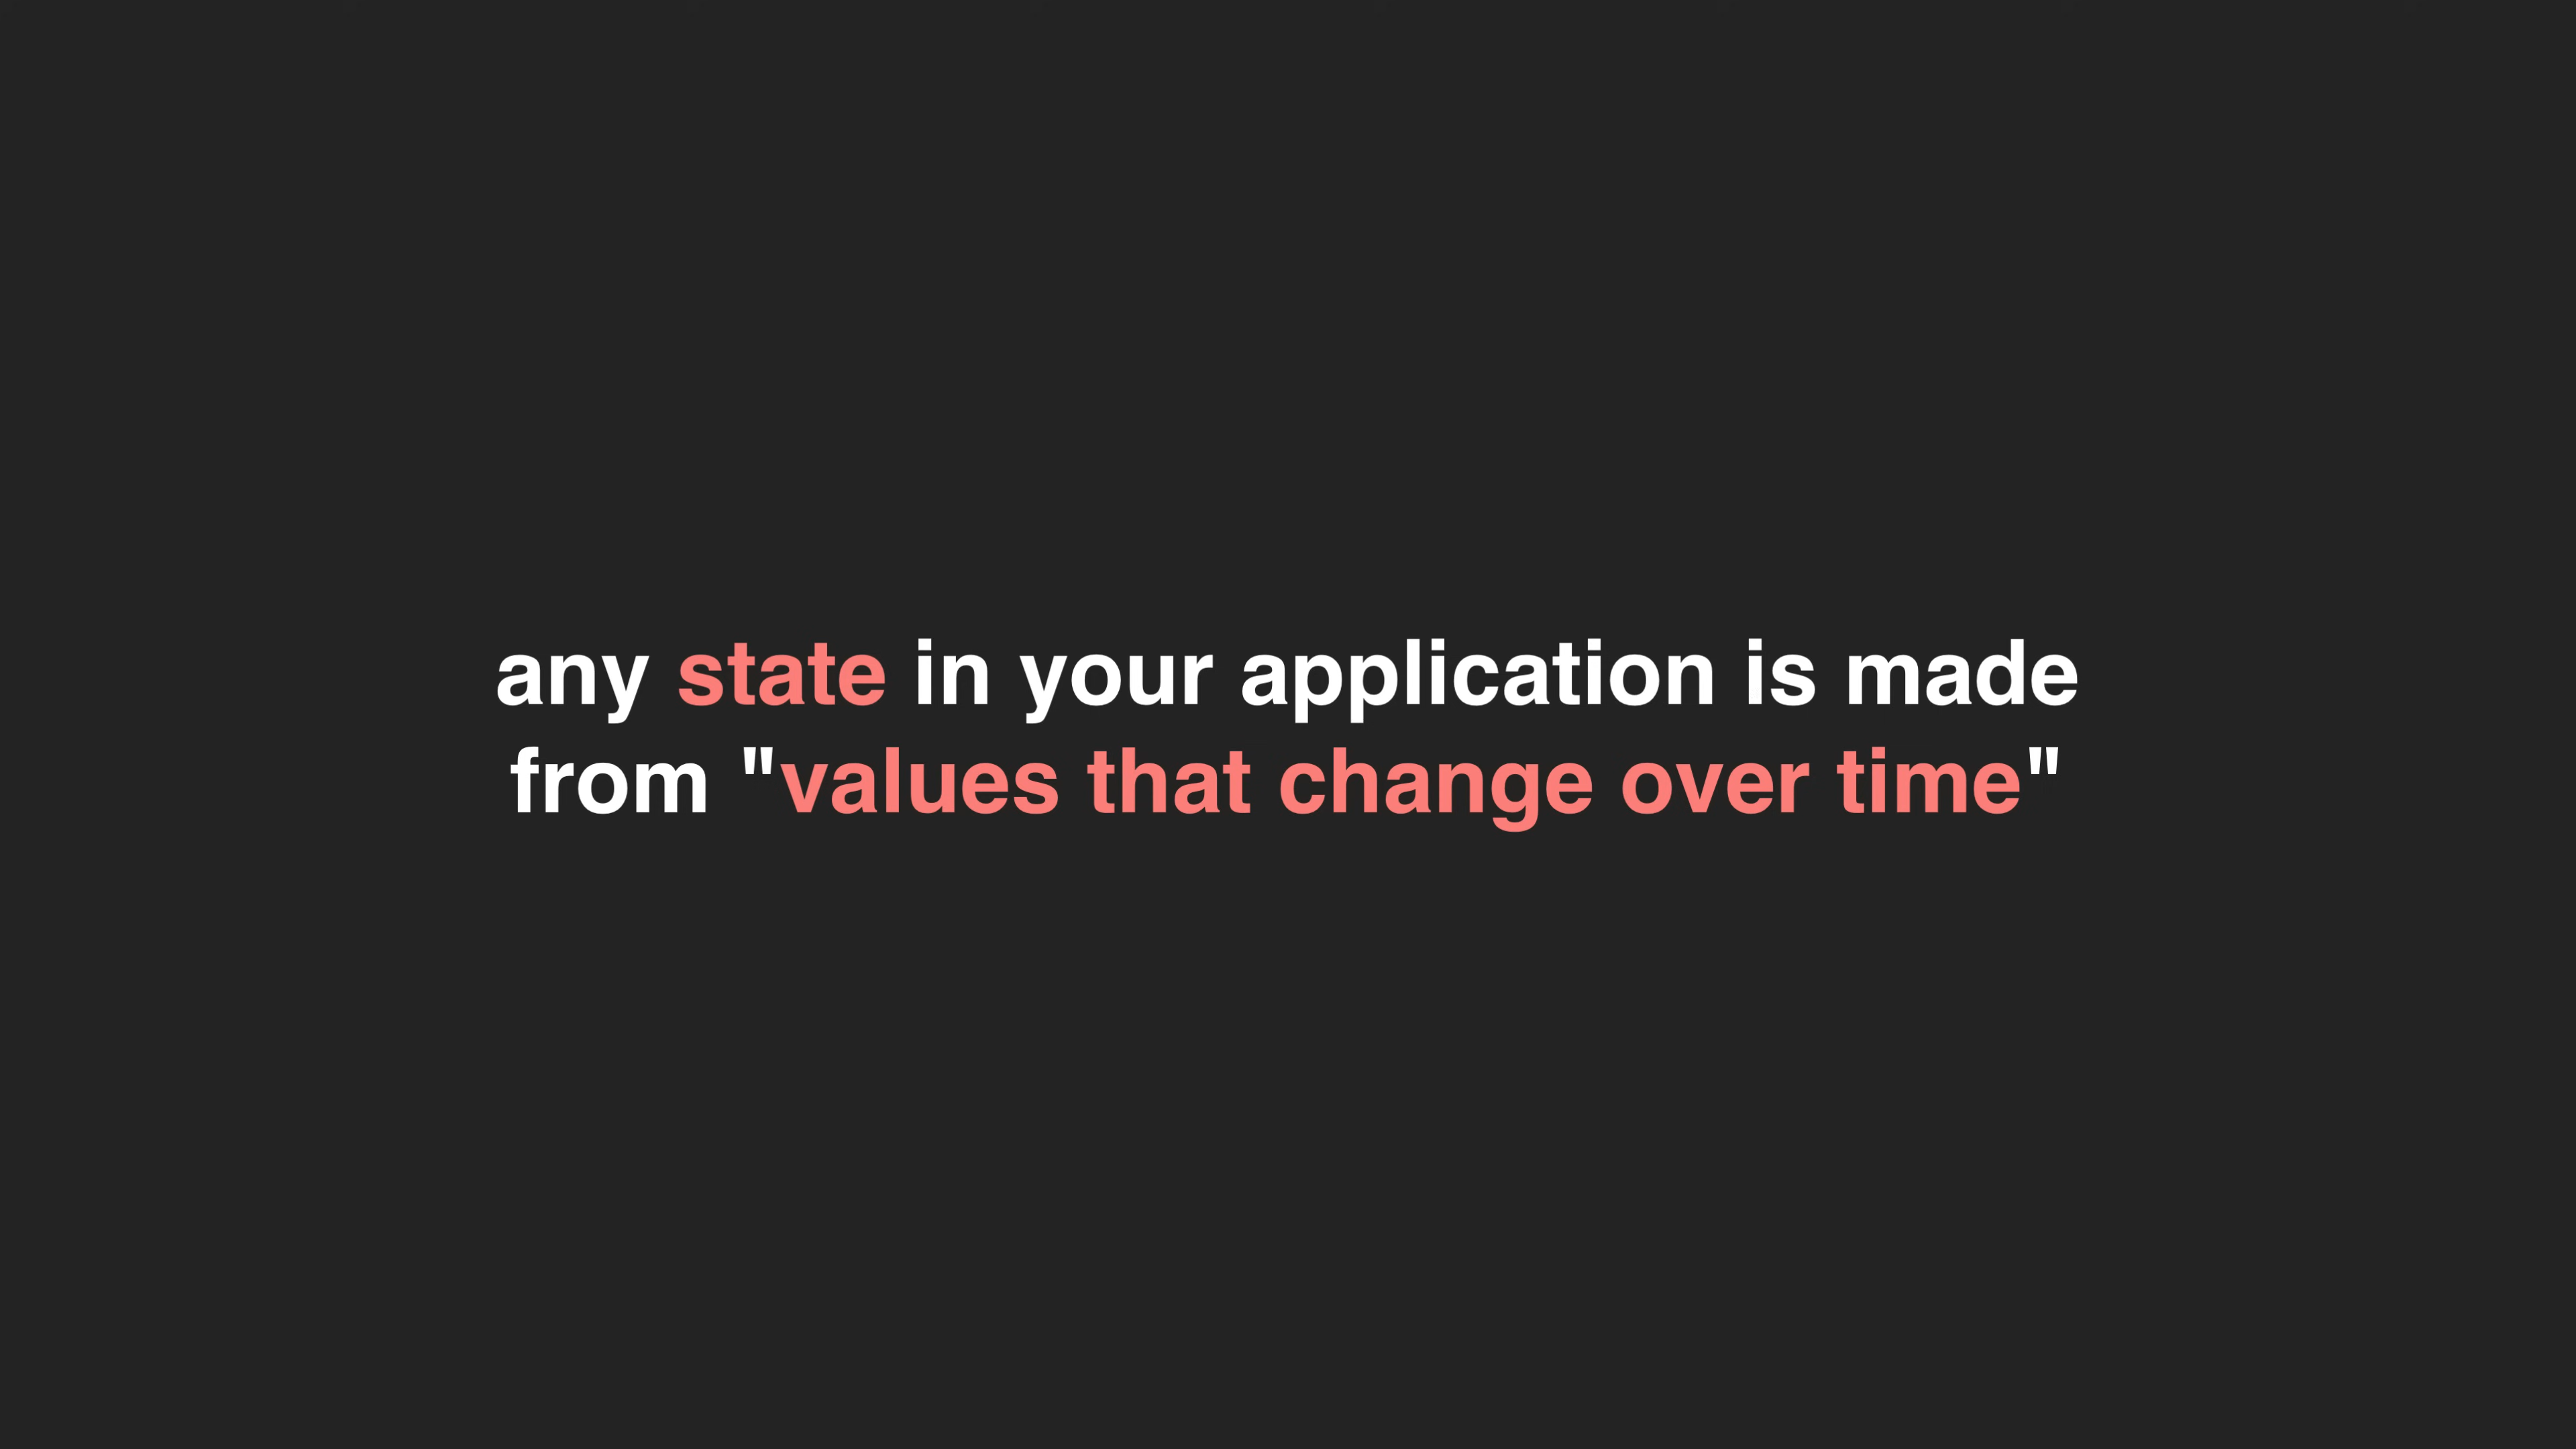 any state in your application is made
from "values that change over time"